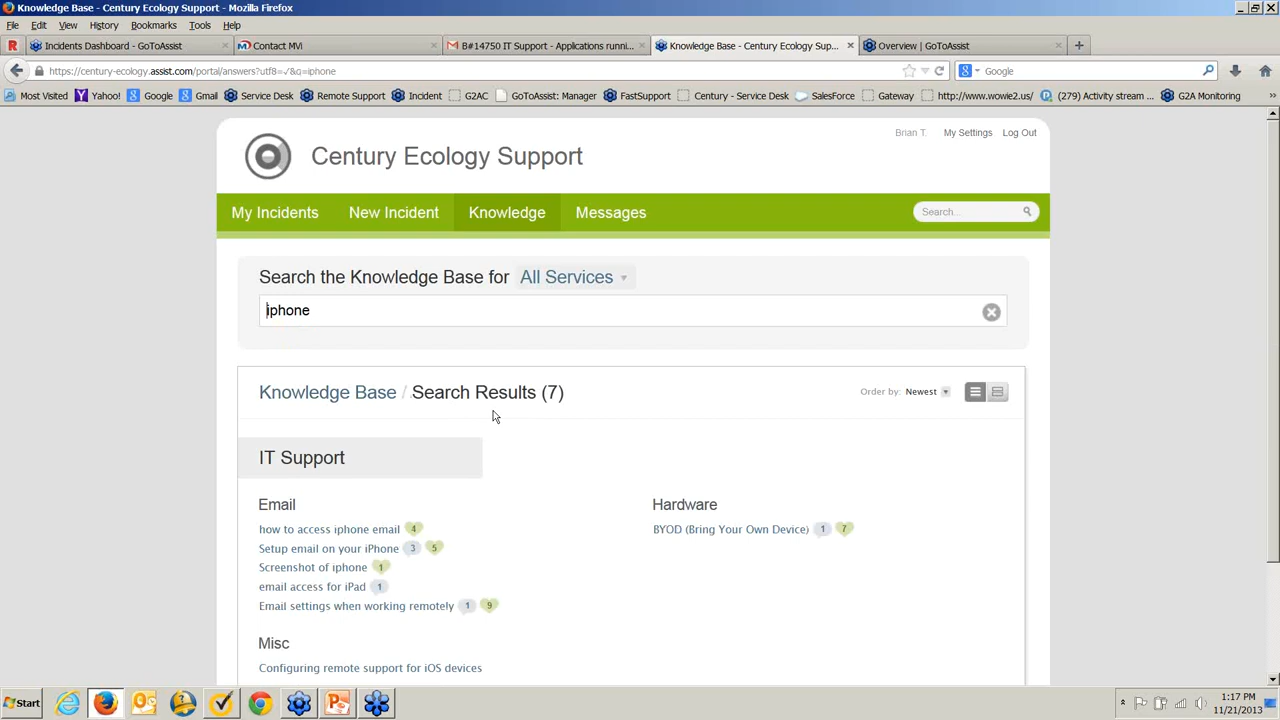 Knowledge Base - Century Ecology Support - Mozilla Firefox
File Edit View History Bookmarks Tools Help
R Incidents Dashboard - GoToAssist × Contact MVi × B#14750 IT Support - Applications runni... × Knowledge Base - Century Ecology Sup... × Overview | GoToAssist × +
https://century-ecology.assist.com/portal/answers?utf8=✓&q=iphone Google
Most Visited Yahoo! Google Gmail Service Desk Remote Support Incident G2AC GoToAssist: Manager FastSupport Century - Service Desk SalesForce Gateway http://www.wowie2.us/ (279) Activity stream ... G2A Monitoring »
Brian T. My Settings Log Out
Century Ecology Support
My Incidents New Incident Knowledge Messages Search...
Search the Knowledge Base for All Services
iphone
Knowledge Base / Search Results (7) Order by: Newest
IT Support
Email
how to access iphone email 4
Setup email on your iPhone 3 5
Screenshot of iphone 1
email access for iPad 1
Email settings when working remotely 1 9
Hardware
BYOD (Bring Your Own Device) 1 7
Misc
Configuring remote support for iOS devices
Start 1:17 PM
11/21/2013